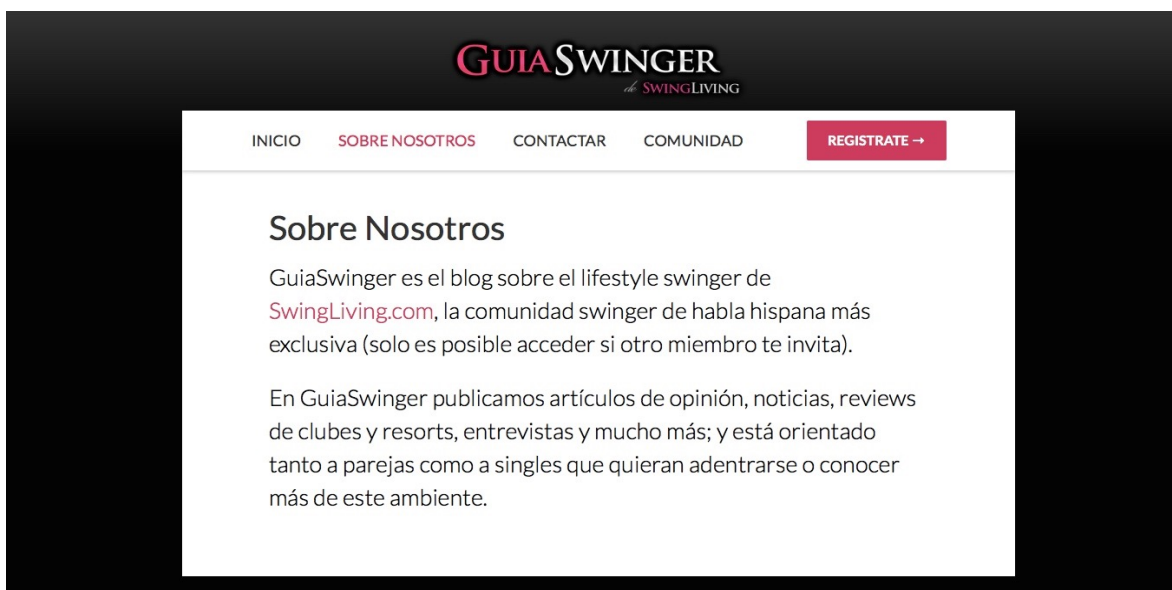 GUIA SWINGER
de SWINGLIVING
INICIO SOBRE NOSOTROS CONTACTAR COMUNIDAD REGISTRATE →
Sobre Nosotros
GuiaSwinger es el blog sobre el lifestyle swinger de
SwingLiving.com, la comunidad swinger de habla hispana más
exclusiva (solo es posible acceder si otro miembro te invita).
En GuiaSwinger publicamos artículos de opinión, noticias, reviews
de clubes y resorts, entrevistas y mucho más; y está orientado
tanto a parejas como a singles que quieran adentrarse o conocer
más de este ambiente.